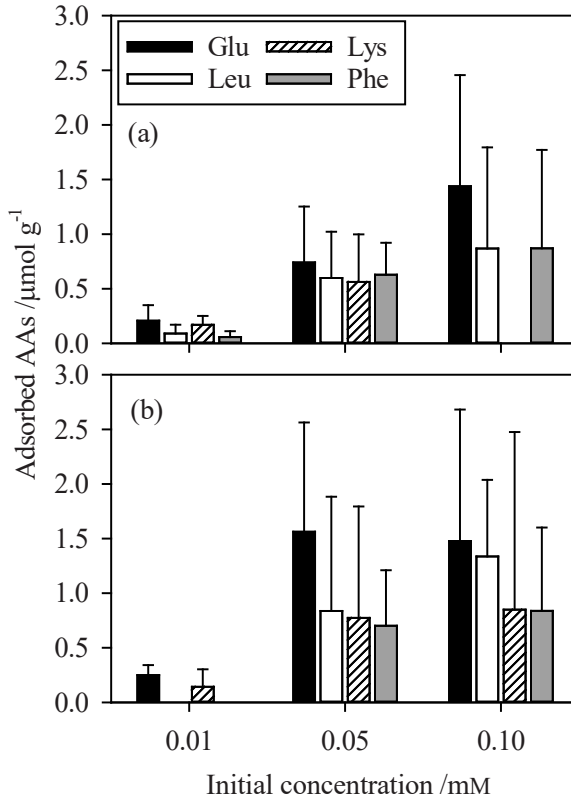 3.0
Glu Lys
Leu Phe
2.5
2.0
(a)
1.5
1.0
0.5
0.0
Adsorbed AAs /μmol g-1
3.0
(b)
2.5
2.0
1.5
1.0
0.5
0.0
0.01 0.05 0.10
Initial concentration /mM